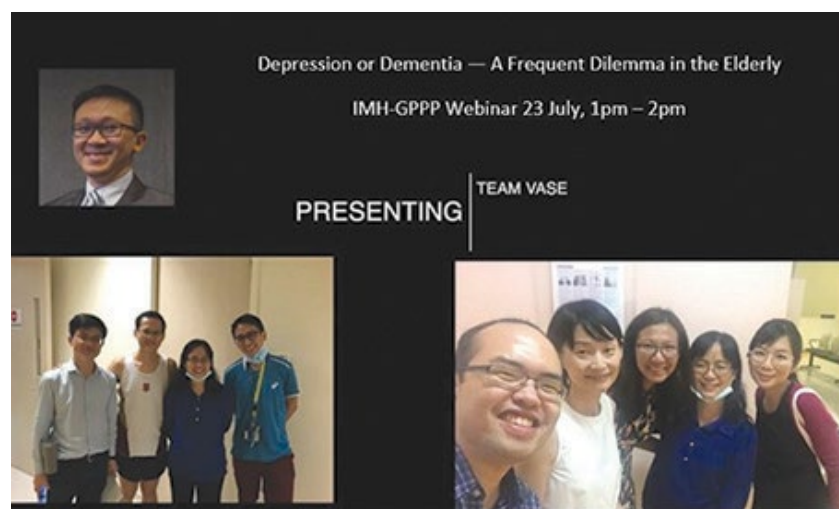 Depression or Dementia — A Frequent Dilemma in the Elderly
IMH-GPPP Webinar 23 July, 1pm – 2pm
PRESENTING
TEAM VASE